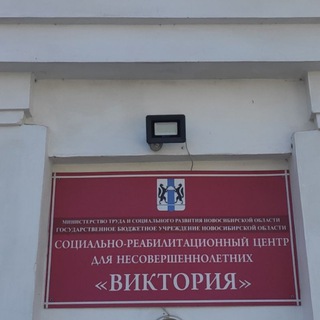 МИНИСТЕРСТВО ТРУДА И СОЦИАЛЬНОГО РАЗВИТИЯ НОВОСИБИРСКОЙ ОБЛАСТИ
ГОСУДАРСТВЕННОЕ БЮДЖЕТНОЕ УЧРЕЖДЕНИЕ НОВОСИБИРСКОЙ ОБЛАСТИ
СОЦИАЛЬНО-РЕАБИЛИТАЦИОННЫЙ ЦЕНТР
ДЛЯ НЕСОВЕРШЕННОЛЕТНИХ
«ВИКТОРИЯ»